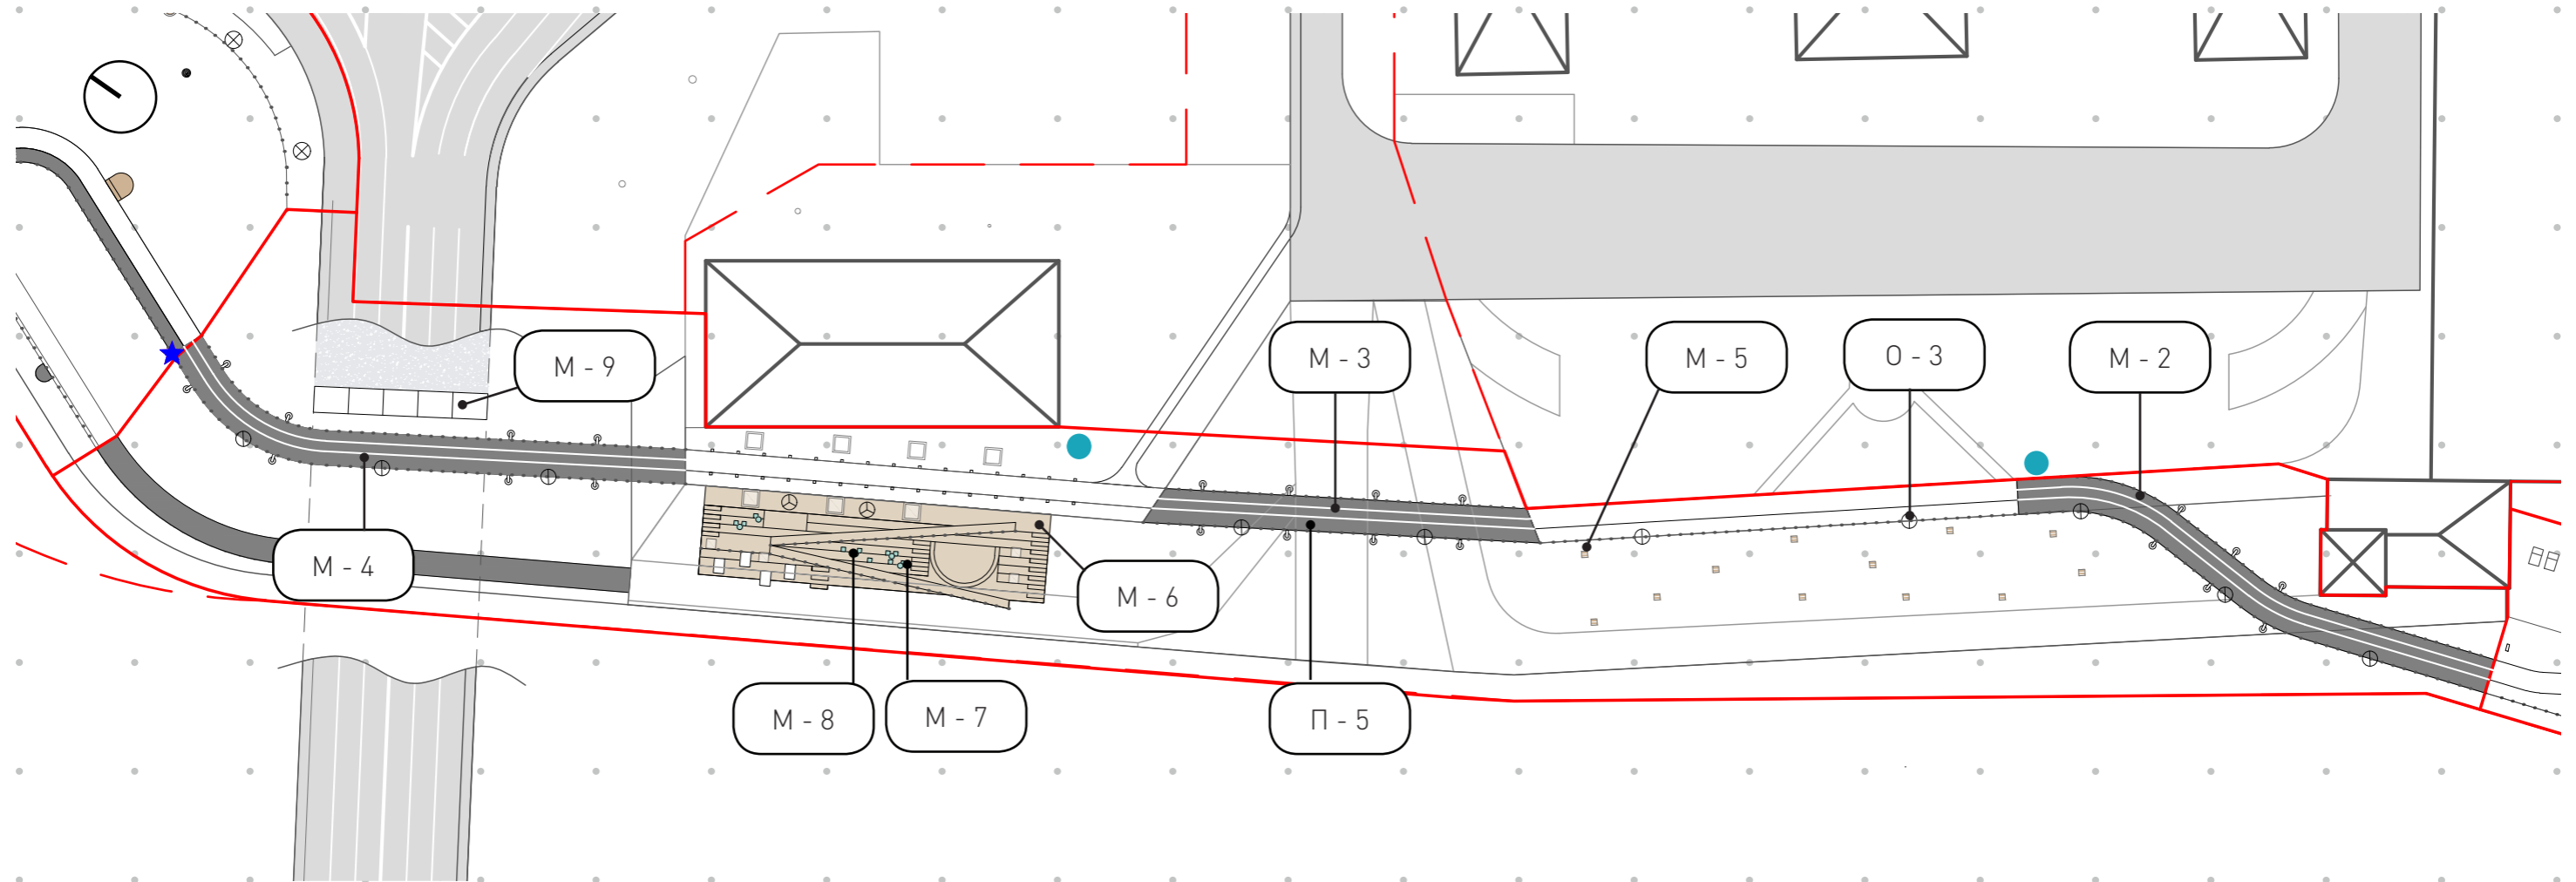 М - 9
М - 3
М - 5
О - 3
М - 2
М - 4
М - 6
М - 8
М - 7
П - 5